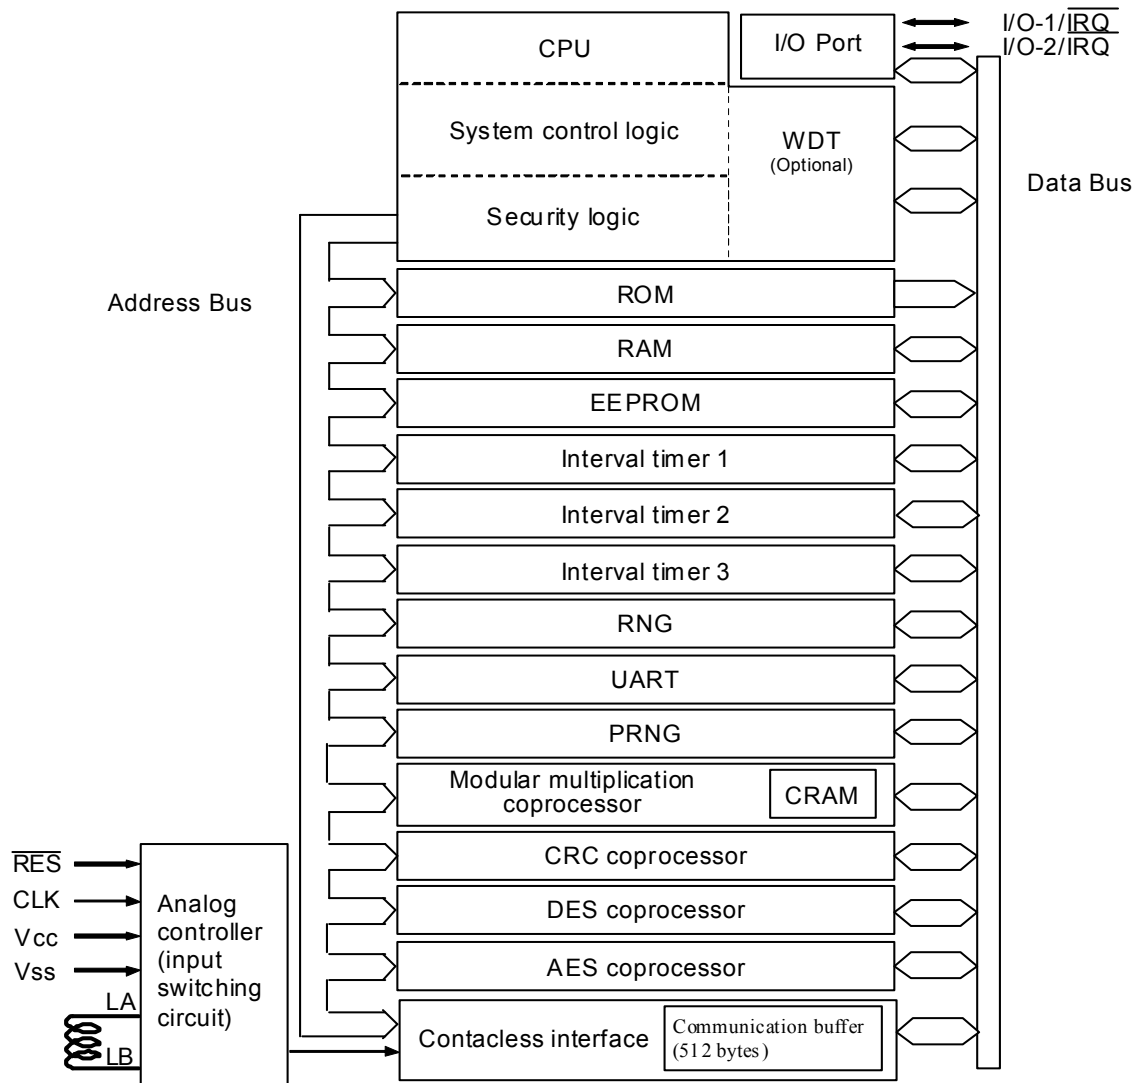 CPU
I/O Port
I/O-1/IRQ
I/O-2/IRQ
System control logic
WDT
(Optional)
Data Bus
Security logic
Address Bus
ROM
RAM
EEPROM
Interval timer 1
Interval timer 2
Interval timer 3
RNG
UART
PRNG
Modular multiplication
coprocessor
CRAM
CRC coprocessor
DES coprocessor
AES coprocessor
RES
CLK
Vcc
Vss
LA
LB
Analog
controller
(input
switching
circuit)
Contacless interface
Communication buffer
(512 bytes)